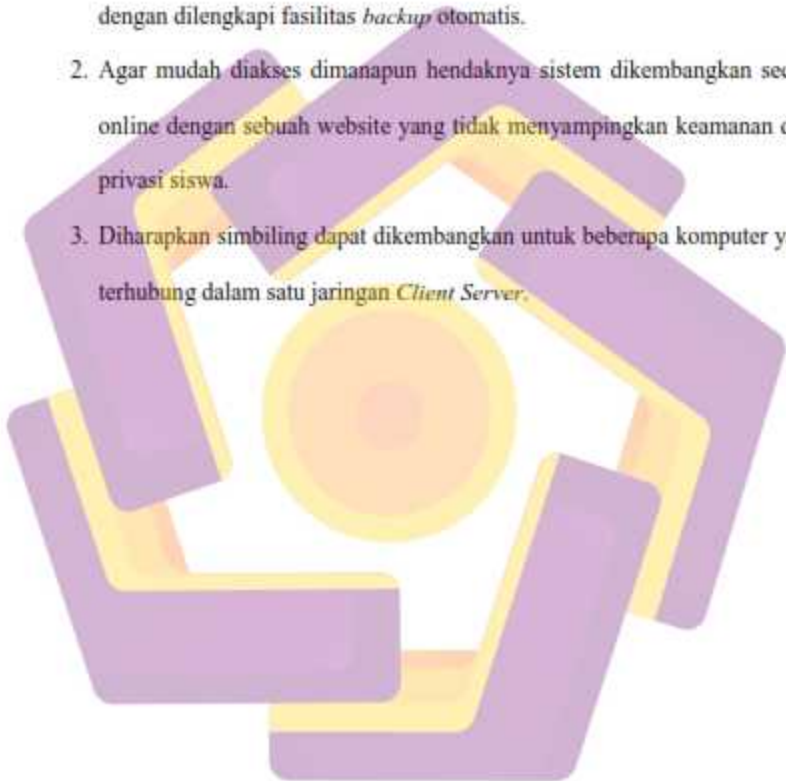 dengan dilengkapi fasilitas backup otomatis.
2. Agar mudah diakses dimanapun hendaknya sistem dikembangkan
online dengan sebuah website yang tidak menyampingkan keamanan
privasi siswa.
3. Diharapkan simbiling dapat dikembangkan untuk beberapa komputer
terhubung dalam satu jaringan Client Server.